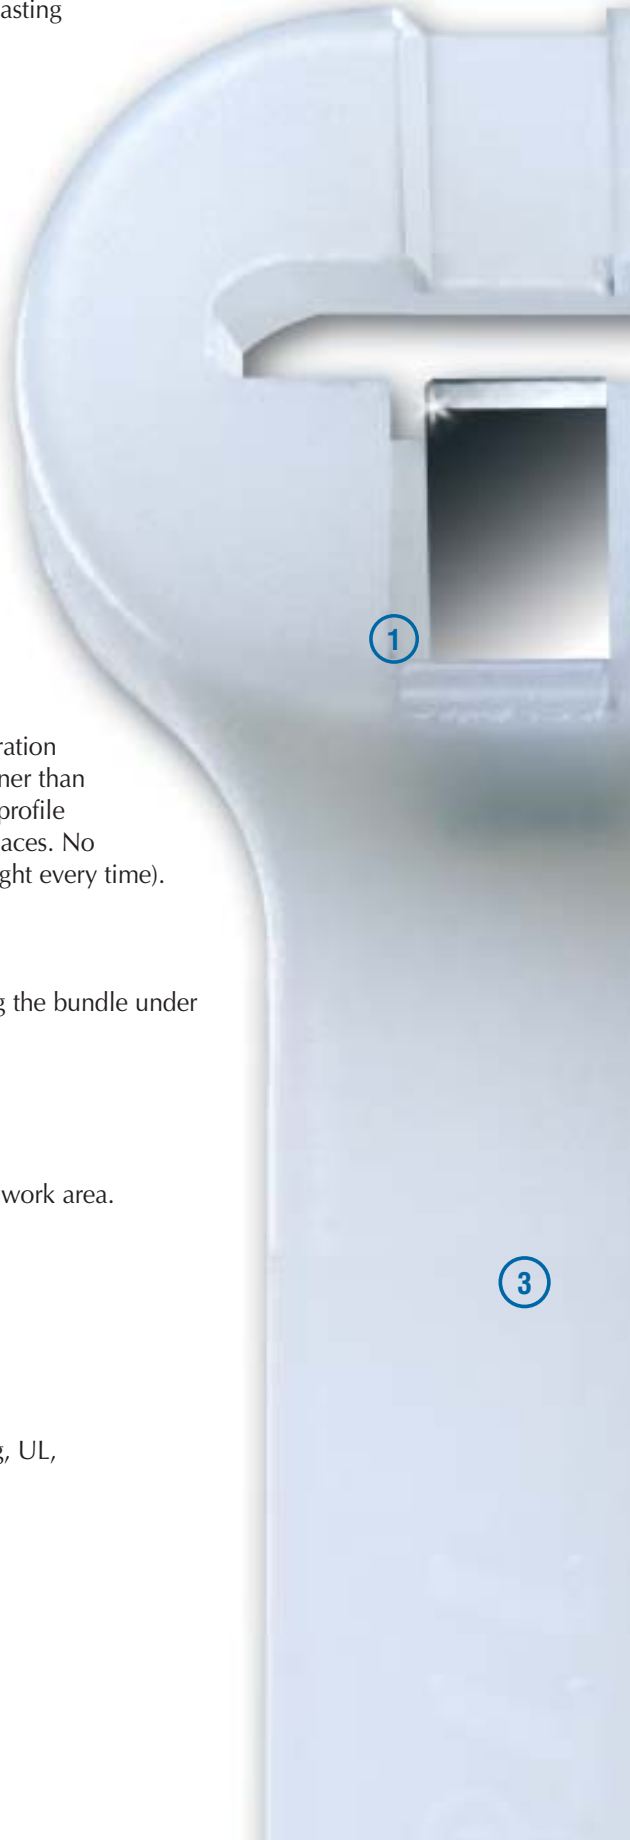 asting
1
ration
ner than
profile
aces. No
ght every time).
g the bundle under
work area.
3
g, UL,